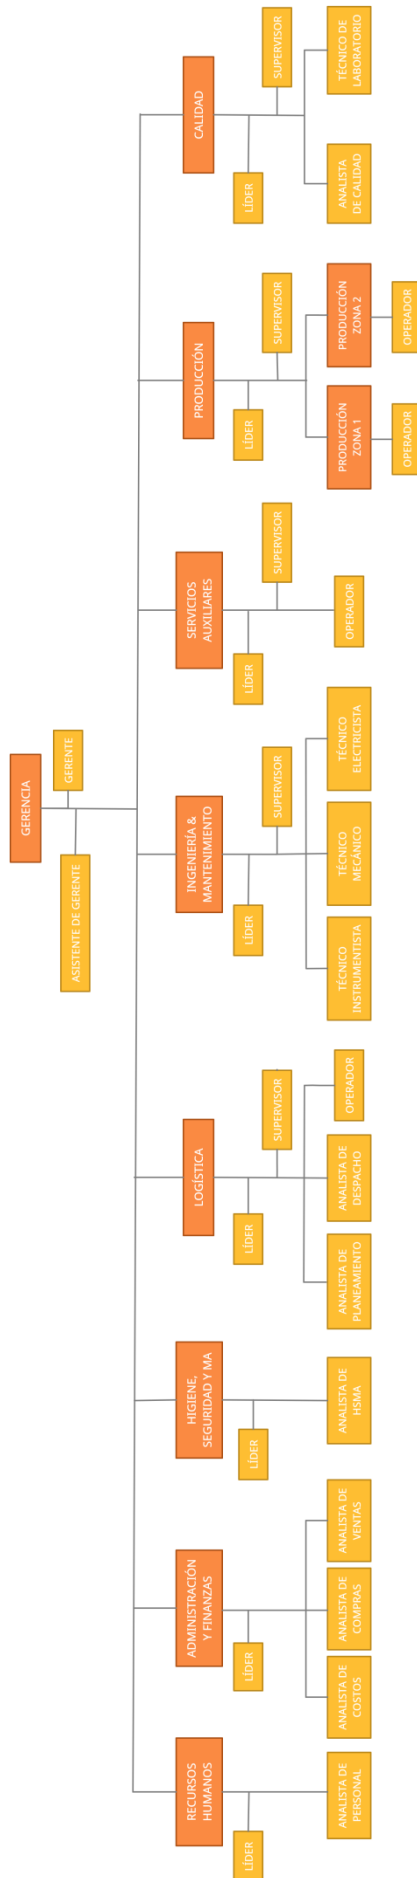 GERENCIA
GERENTE
ASISTENTE DE GERENTE
RECURSOS
HUMANOS
LÍDER
ANALISTA DE
PERSONAL
ADMINISTRACIÓN
Y FINANZAS
LÍDER
ANALISTA DE
COSTOS
ANALISTA DE
COMPRAS
ANALISTA DE
VENTAS
HIGIENE,
SEGURIDAD Y MA
LÍDER
ANALISTA DE
HSMA
LOGÍSTICA
LÍDER
SUPERVISOR
ANALISTA DE
PLANEAMIENTO
ANALISTA DE
DESPACHO
OPERADOR
INGENIERÍA &
MANTENIMIENTO
LÍDER
SUPERVISOR
TÉCNICO
INSTRUMENTISTA
TÉCNICO
MECÁNICO
TÉCNICO
ELECTRICISTA
SERVICIOS
AUXILIARES
LÍDER
SUPERVISOR
OPERADOR
PRODUCCIÓN
LÍDER
SUPERVISOR
PRODUCCIÓN
ZONA 1
OPERADOR
PRODUCCIÓN
ZONA 2
OPERADOR
CALIDAD
LÍDER
SUPERVISOR
ANALISTA
DE CALIDAD
TÉCNICO DE
LABORATORIO